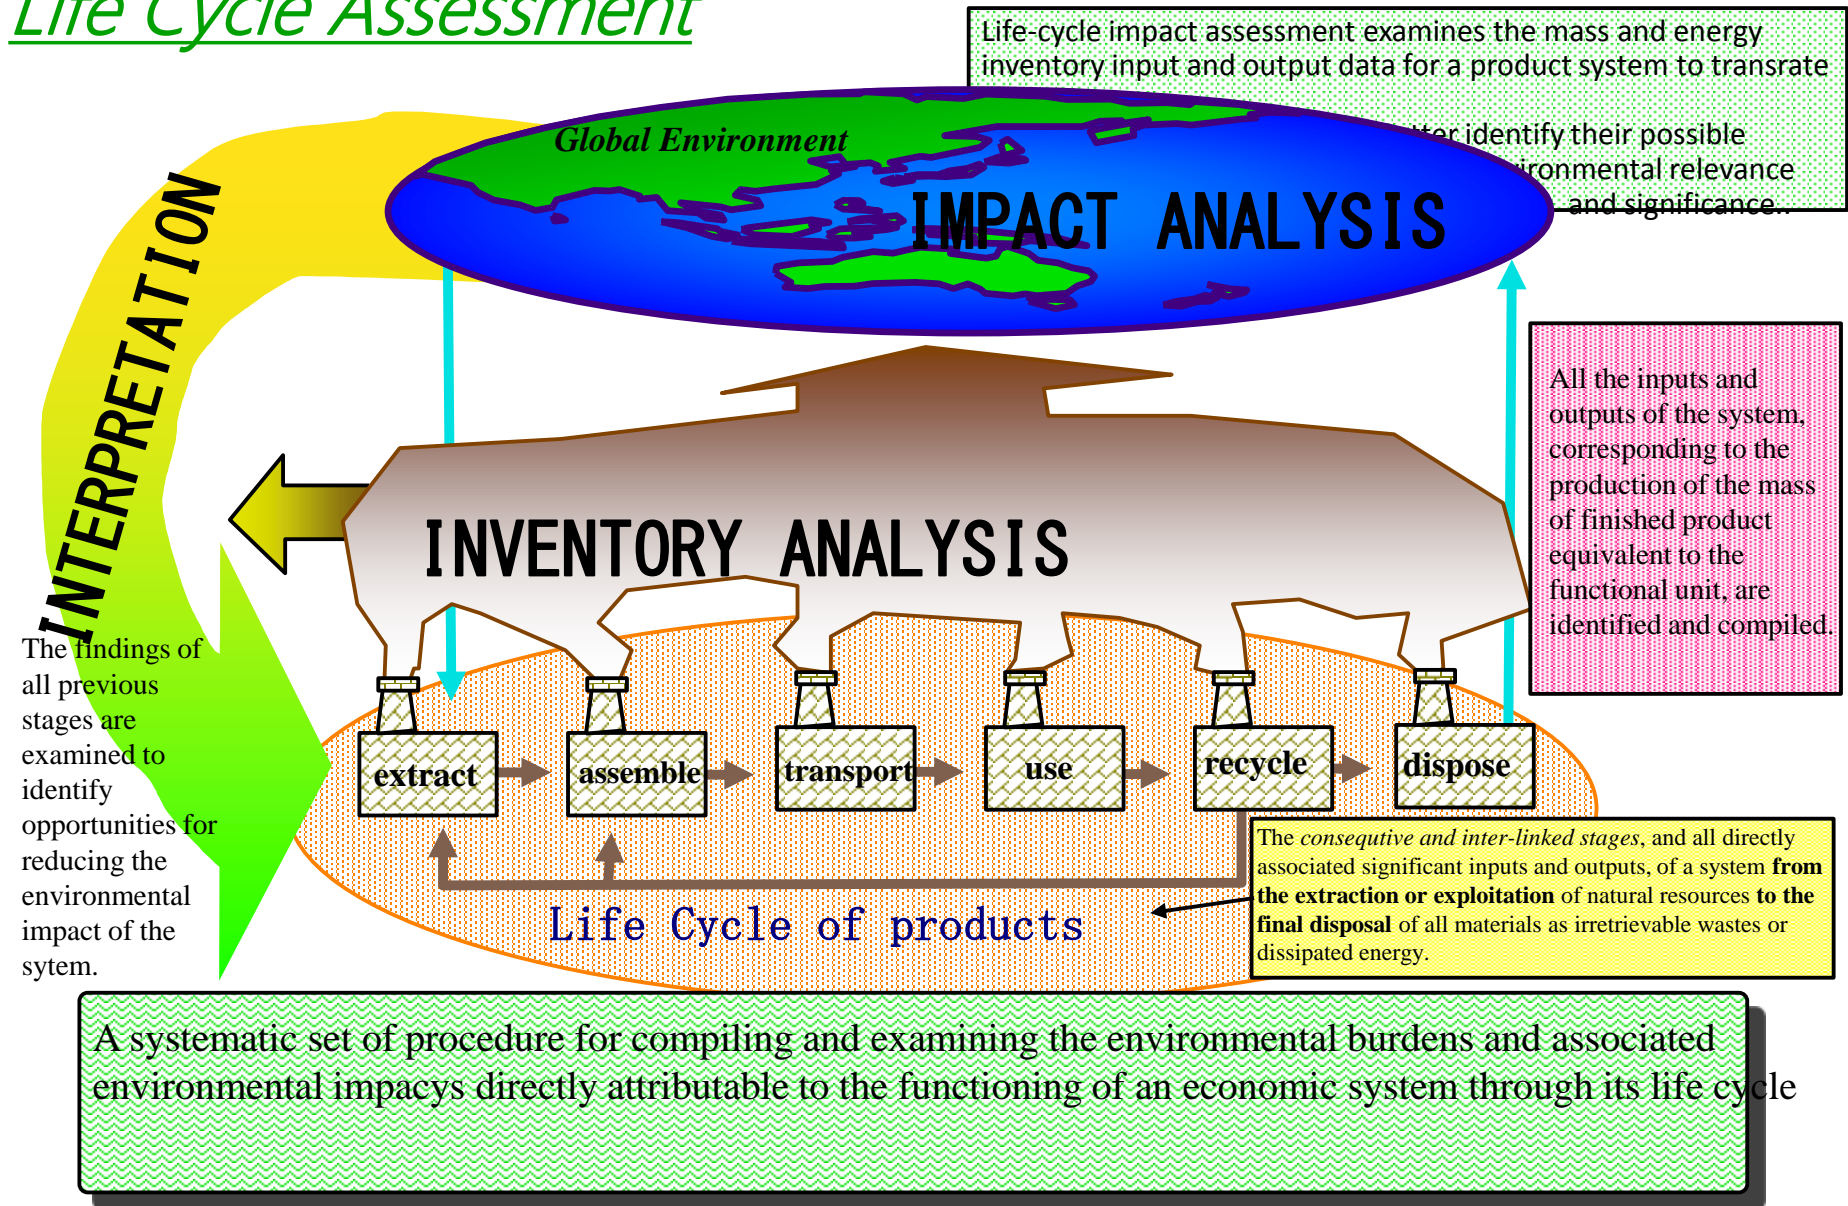 Life Cycle Assessment
Life-cycle impact assessment examines the mass and energy
inventory input and output data for a product system to transrate
identify their possible
relevance
and significance..
Global Environment
IMPACT ANALYSIS
INTERPRETATION
All the inputs and
outputs of the system,
corresponding to the
production of the mass
of finished product
equivalent to the
functional unit, are
identified and compiled.
INVENTORY ANALYSIS
The findings of
all previous
stages are
examined to
identify
opportunities for
reducing the
environmental
impact of the
sytem.
extract
assemble
transport
use
recycle
dispose
The consequtive and inter-linked stages, and all directly
associated significant inputs and outputs, of a system from
the extraction or exploitation of natural resources to the
final disposal of all materials as irretrievable wastes or
dissipated energy.
Life Cycle of products
A systematic set of procedure for compiling and examining the environmental burdens and associated
environmental impacys directly attributable to the functioning of an economic system through its life cycle